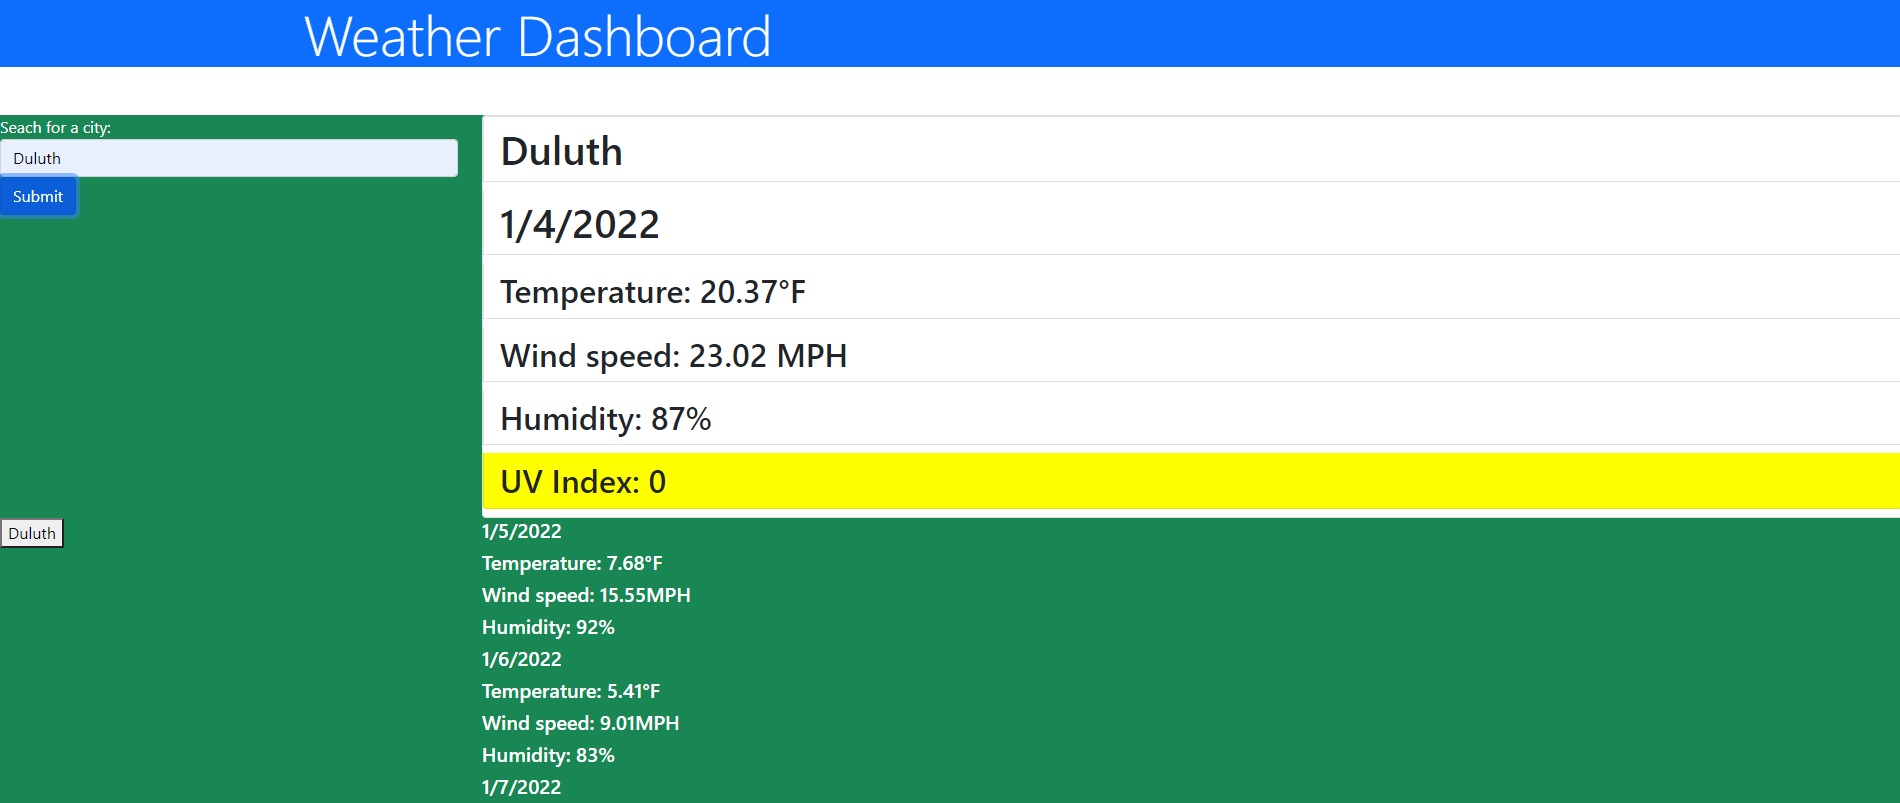 Weather Dashboard
Seach for a city:
Duluth
Submit
Duluth
1/4/2022
Temperature: 20.37°F
Wind speed: 23.02 MPH
Humidity: 87%
UV Index: 0
Duluth
1/5/2022
Temperature: 7.68°F
Wind speed: 15.55MPH
Humidity: 92%
1/6/2022
Temperature: 5.41°F
Wind speed: 9.01MPH
Humidity: 83%
1/7/2022